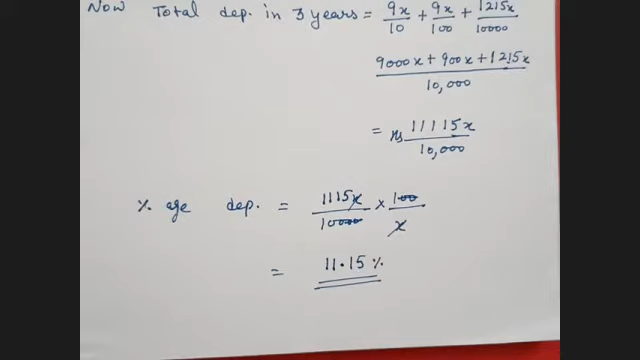 Now Total dep. in 3 years = 9x/10 + 9x/100 + 1215x/10000
9000x + 900x + 1215x / 10,000
= Rs 11115x / 10,000
% age dep. = 1115x/10000 × 100/x
= 11.15 %